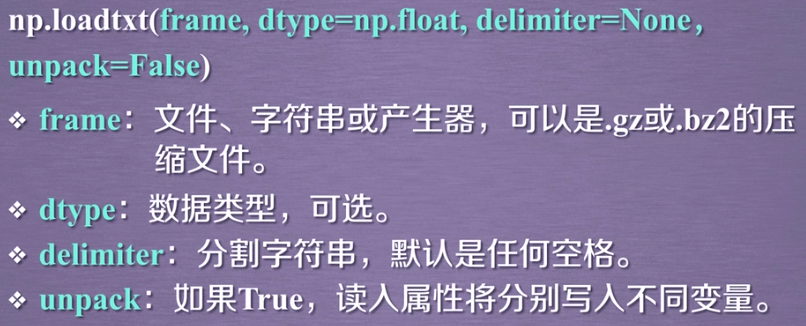 np.loadtxt(frame, dtype=np.float, delimiter=None，
unpack=False)
❖ frame：文件、字符串或产生器，可以是.gz或.bz2的压
缩文件。
❖ dtype：数据类型，可选。
❖ delimiter：分割字符串，默认是任何空格。
❖ unpack：如果True，读入属性将分别写入不同变量。